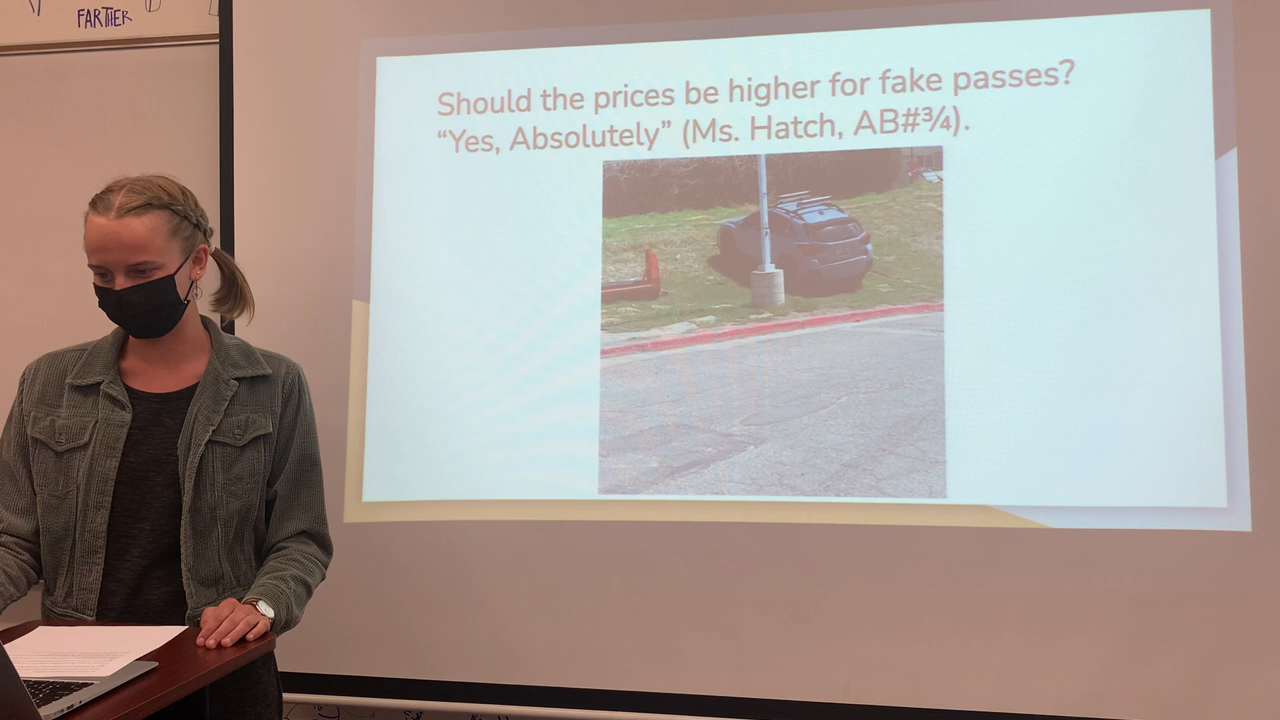 FARTHER
Should the prices be higher for fake passes?
“Yes, Absolutely” (Ms. Hatch, AB#¾).